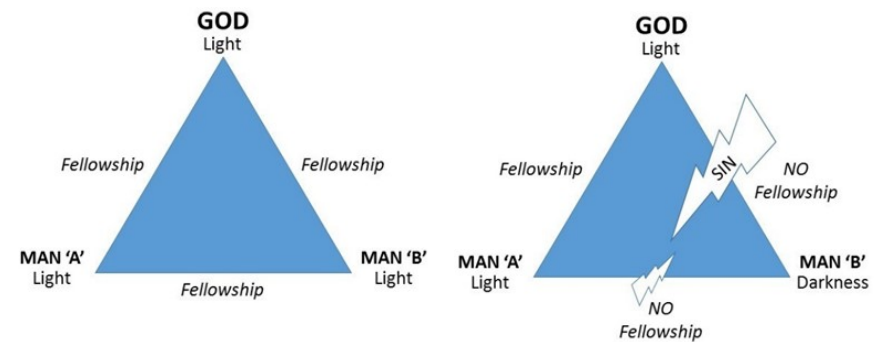 GOD
Light
Fellowship
Fellowship
MAN ‘A’
Light
MAN ‘B’
Light
Fellowship
GOD
Light
Fellowship
SIN
NO
Fellowship
MAN ‘A’
Light
MAN ‘B’
Darkness
NO
Fellowship